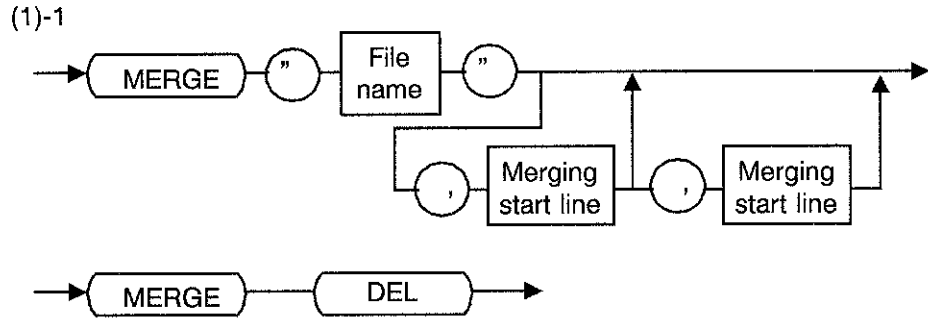 (1)-1
MERGE " File name " 
, Merging start line , Merging start line
MERGE DEL